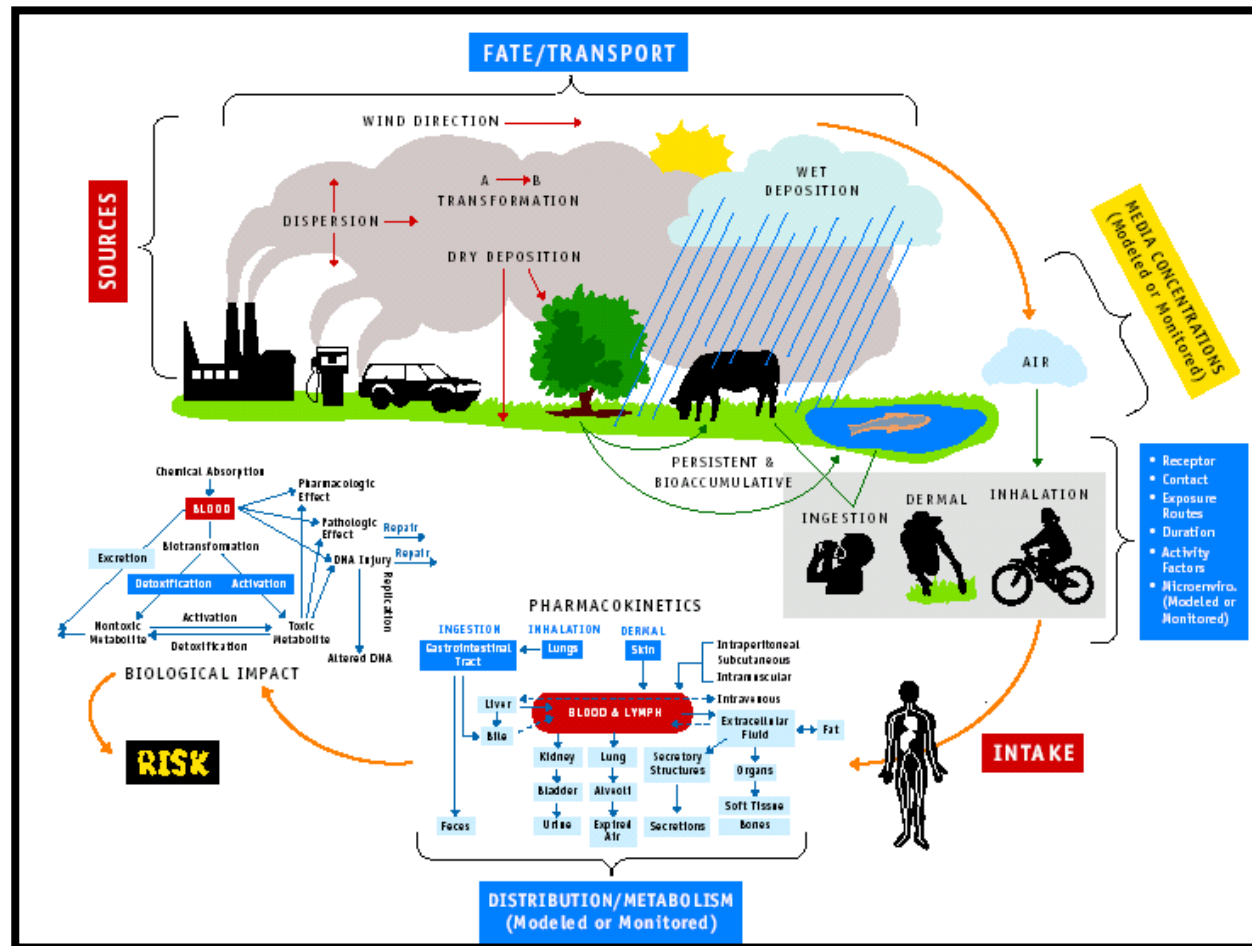 FATE/TRANSPORT
WIND DIRECTION
SOURCES
A
B
TRANSFORMATION
DISPERSION
DRY DEPOSITION
WET
DEPOSITION
MEDIA CONCENTRATIONS
(Modeled or Monitored)
AIR
PERSISTENT &
BIOACCUMULATIVE
INGESTION
DERMAL
INHALATION
• Receptor
• Contact
• Exposure
Routes
• Duration
• Activity
Factors
• Microenviro.
(Modeled or
Monitored)
Chemical Absorption
BLOOD
Pharmacologic
Effect
Pathologic
Effect
Repair
Biotransformation
Excretion
DNA Injury
Repair
Detoxification
Activation
Replication
Activation
Nontoxic
Metabolite
Toxic
Metabolite
Detoxification
Altered DNA
BIOLOGICAL IMPACT
RISK
PHARMACOKINETICS
INGESTION
INHALATION
DERMAL
Gastrointestinal
Tract
Lungs
Skin
Intraperitoneal
Subcutaneous
Intramuscular
Intravenous
Liver
BLOOD & LYMPH
Bile
Extracellular
Fluid
Fat
Kidney
Lung
Secretory
Structures
Organs
Bladder
Alveoli
Soft Tissue
Feces
Urine
Expired
Air
Secretions
Bones
INTAKE
DISTRIBUTION/METABOLISM
(Modeled or Monitored)